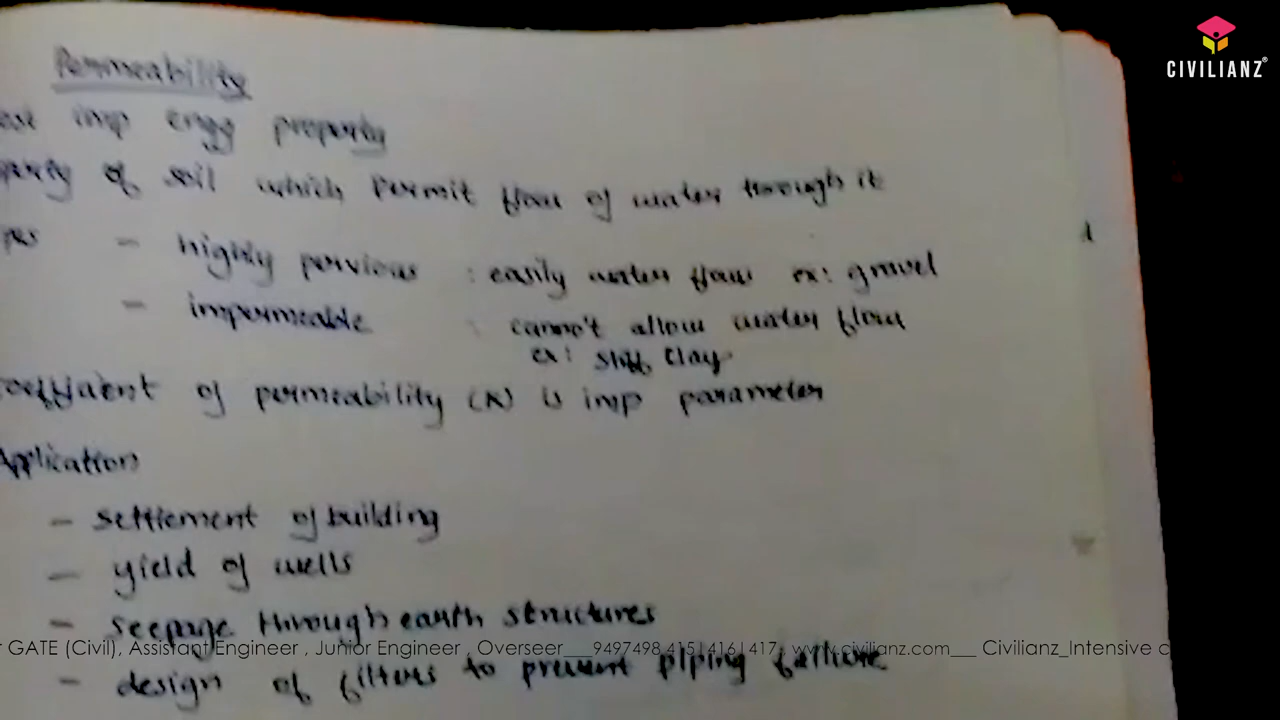 CIVILIANZ®
Permeability
imp engg property
of soil which permit flow of water through it
- highly pervious : easily water flow ex: gravel
- impermeable : cannot allow water flow
ex: stiff clay
coefficient of permeability (K) is imp parameter
Application
- settlement of building
- yield of wells
- seepage through earth structures
GATE (Civil), Assistant Engineer , Junior Engineer , Overseer___9497498 415|416|417, www.civilianz.com___ Civilianz_Intensive c
- design of filters to prevent piping failure